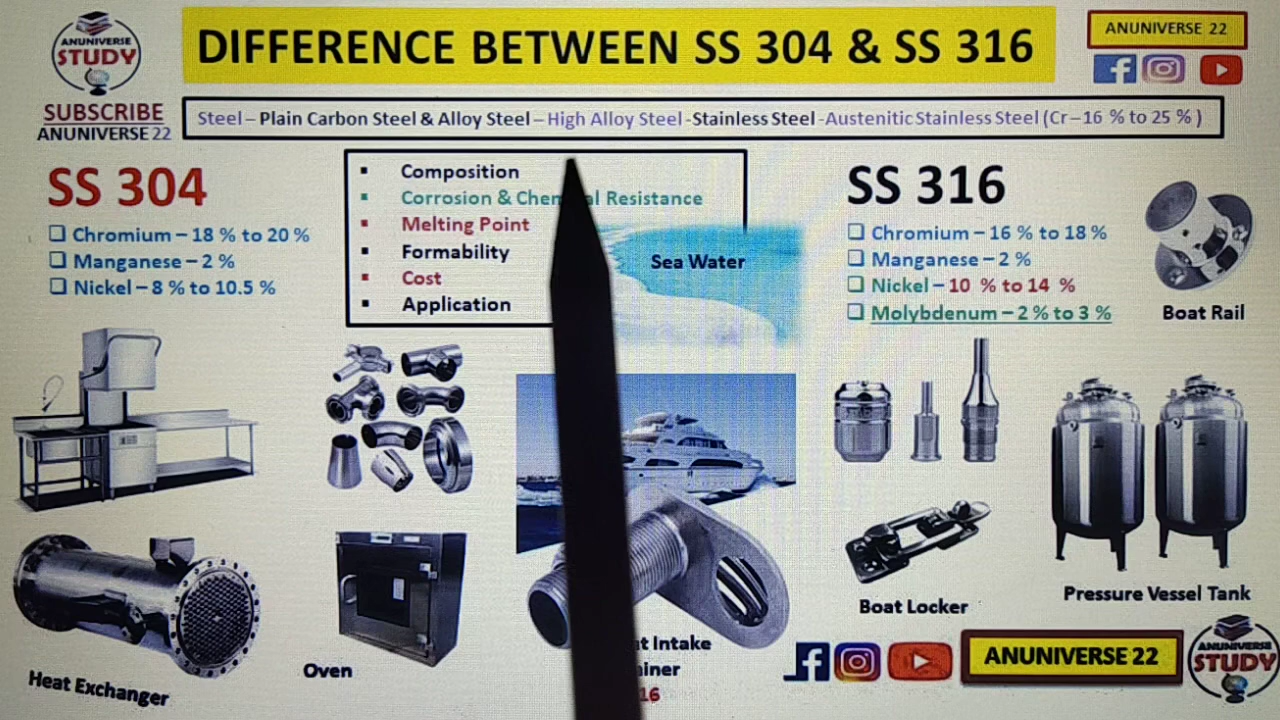 ANUNIVERSE
STUDY
SUBSCRIBE
ANUNIVERSE 22
DIFFERENCE BETWEEN SS 304 & SS 316
ANUNIVERSE 22
Steel – Plain Carbon Steel & Alloy Steel – High Alloy Steel - Stainless Steel - Austenitic Stainless Steel (Cr – 16 % to 25 % )
SS 304
Chromium – 18 % to 20 %
Manganese – 2 %
Nickel – 8 % to 10.5 %
Composition
Corrosion & Resistance
Melting Point
Formability
Cost
Application
Sea Water
SS 316
Chromium – 16 % to 18 %
Manganese – 2 %
Nickel – 10 % to 14 %
Molybdenum – 2 % to 3 %
Boat Rail
Heat Exchanger
Oven
Intake
Boat Locker
Pressure Vessel Tank
ANUNIVERSE 22
ANUNIVERSE
STUDY